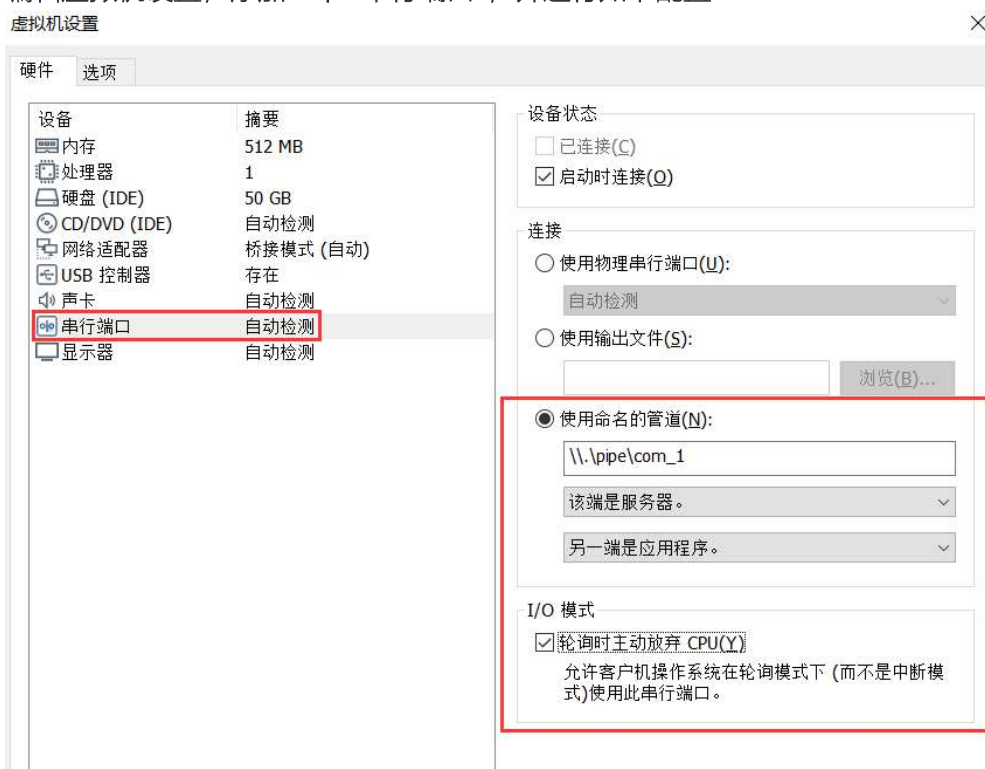 虚拟机设置
硬件 选项
设备 摘要
内存 512 MB
处理器 1
硬盘 (IDE) 50 GB
CD/DVD (IDE) 自动检测
网络适配器 桥接模式 (自动)
USB 控制器 存在
声卡 自动检测
串行端口 自动检测
显示器 自动检测
设备状态
已连接(C)
启动时连接(O)
连接
使用物理串行端口(U):
自动检测
使用输出文件(S):
浏览(B)...
使用命名的管道(N):
\\.\pipe\com_1
该端是服务器。
另一端是应用程序。
I/O 模式
轮询时主动放弃 CPU(Y)
允许客户机操作系统在轮询模式下 (而不是中断模
式)使用此串行端口。